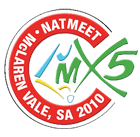 NATMEET
MX5
McLAREN VALE, SA 2010